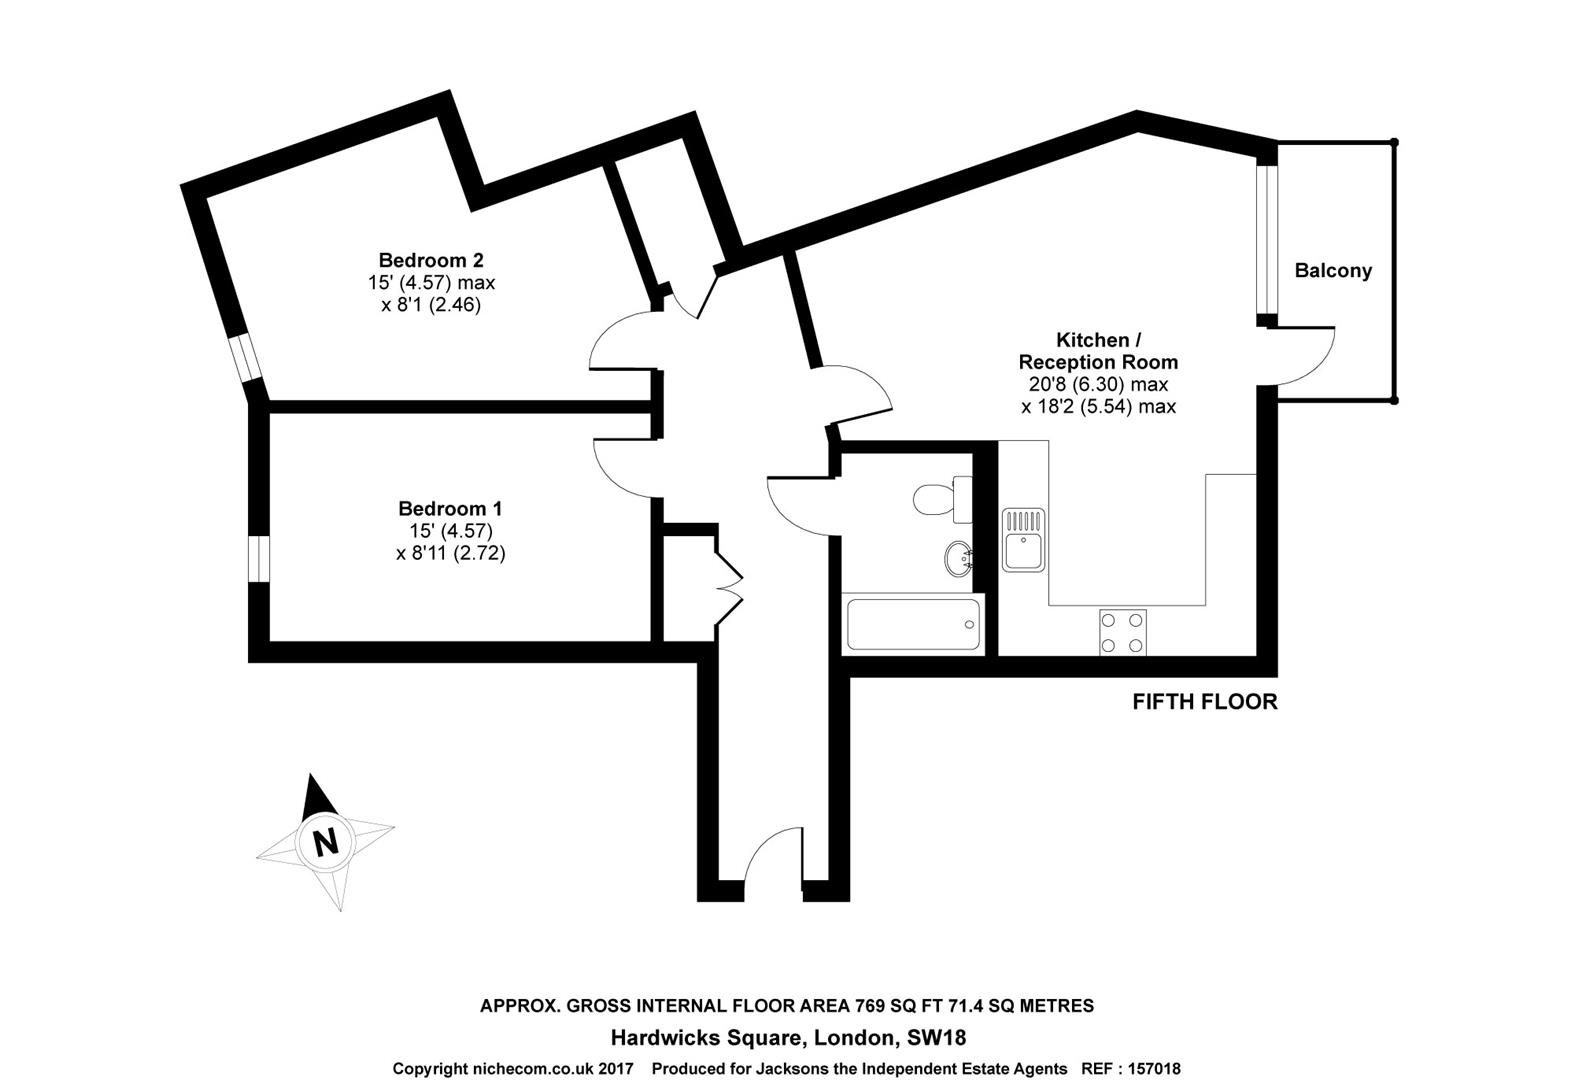 Bedroom 2
15' (4.57) max
x 8'1 (2.46)
Balcony
Kitchen /
Reception Room
20'8 (6.30) max
x 18'2 (5.54) max
Bedroom 1
15' (4.57)
x 8'11 (2.72)
FIFTH FLOOR
N
APPROX. GROSS INTERNAL FLOOR AREA 769 SQ FT 71.4 SQ METRES
Hardwicks Square, London, SW18
Copyright nichecom.co.uk 2017 Produced for Jacksons the Independent Estate Agents REF : 157018